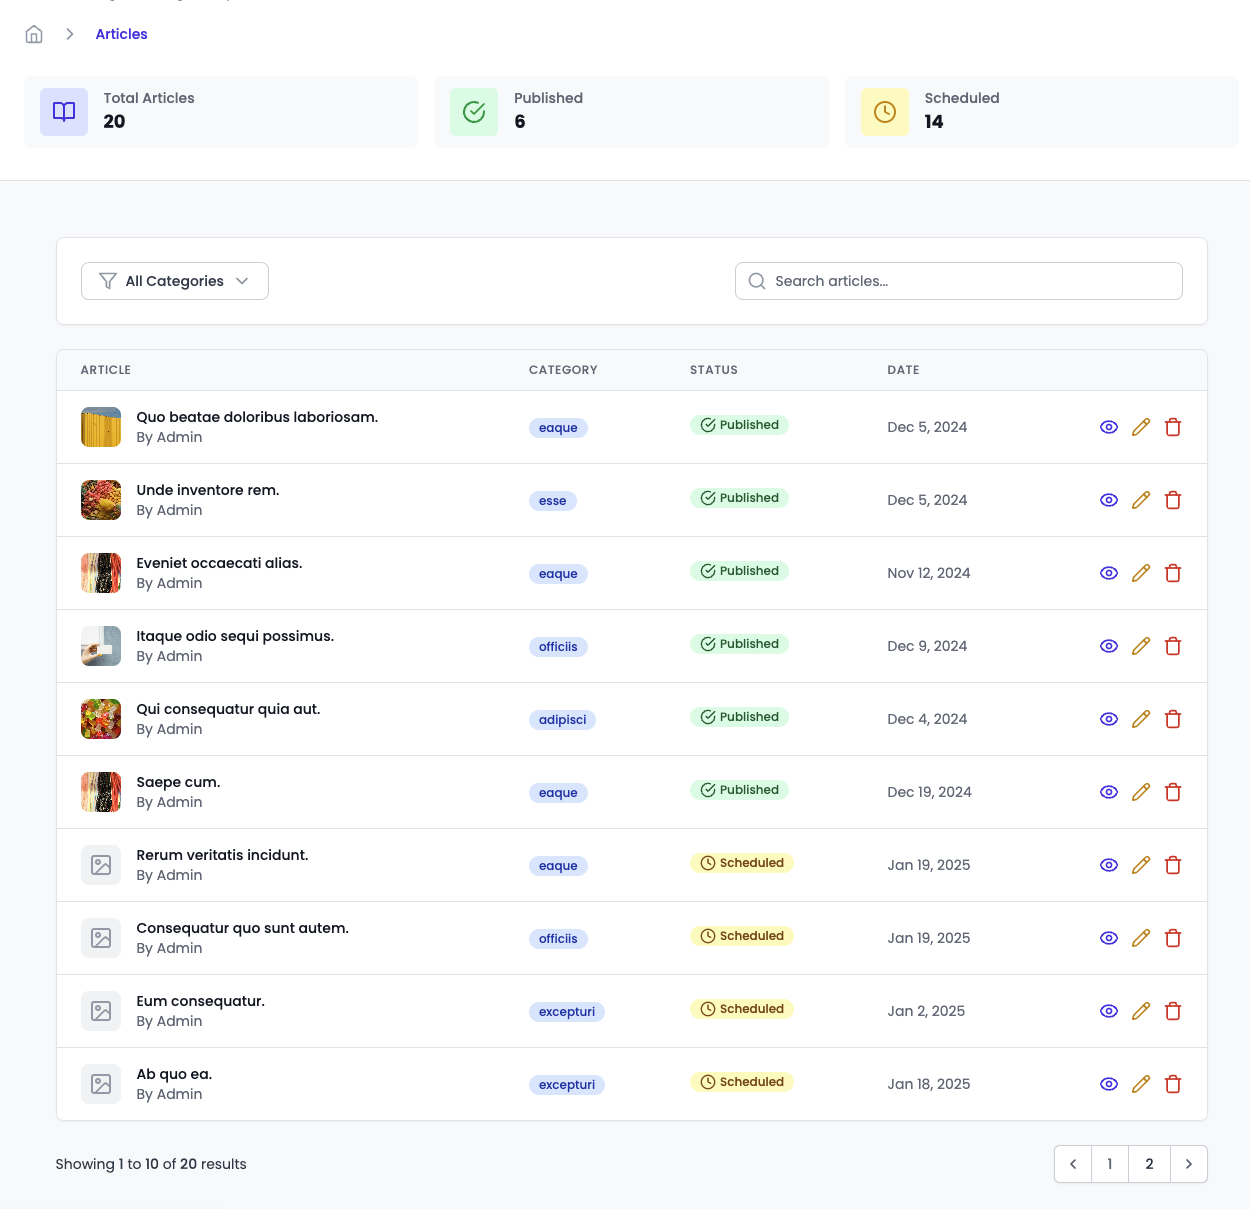 Articles
Total Articles
20
Published
6
Scheduled
14
All Categories
Search articles...
ARTICLE CATEGORY STATUS DATE
Quo beatae doloribus laboriosam.
By Admin
eaque
Published
Dec 5, 2024
Unde inventore rem.
By Admin
esse
Published
Dec 5, 2024
Eveniet occaecati alias.
By Admin
eaque
Published
Nov 12, 2024
Itaque odio sequi possimus.
By Admin
officiis
Published
Dec 9, 2024
Qui consequatur quia aut.
By Admin
adipisci
Published
Dec 4, 2024
Saepe cum.
By Admin
eaque
Published
Dec 19, 2024
Rerum veritatis incidunt.
By Admin
eaque
Scheduled
Jan 19, 2025
Consequatur quo sunt autem.
By Admin
officiis
Scheduled
Jan 19, 2025
Eum consequatur.
By Admin
excepturi
Scheduled
Jan 2, 2025
Ab quo ea.
By Admin
excepturi
Scheduled
Jan 18, 2025
Showing 1 to 10 of 20 results
1 2